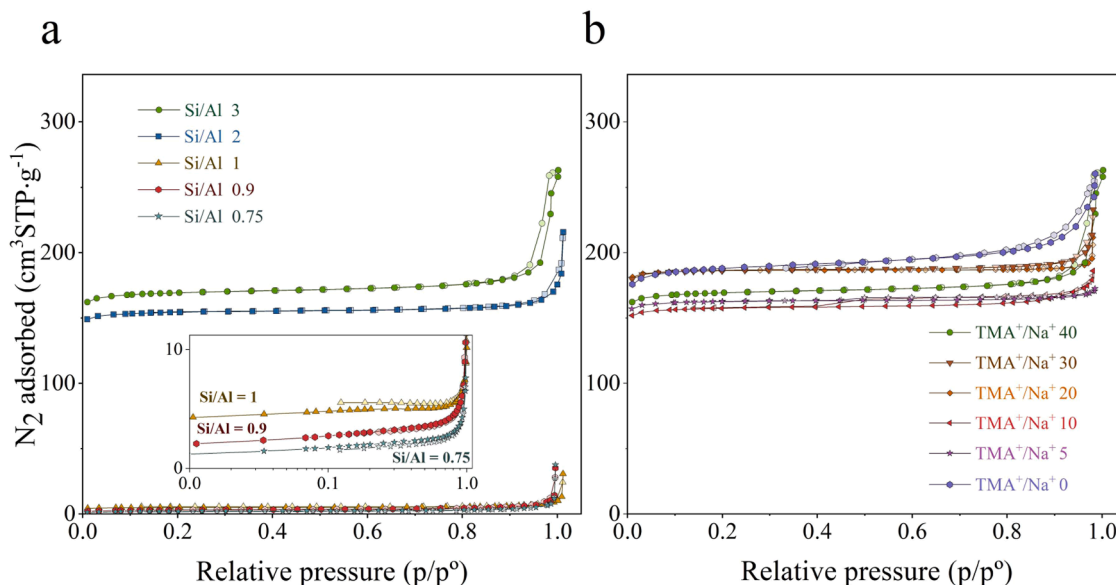 a
b
N₂ adsorbed (cm³STP·g⁻¹)
300
200
100
0
Si/Al 3
Si/Al 2
Si/Al 1
Si/Al 0.9
Si/Al 0.75
10
0
Si/Al = 1
Si/Al = 0.9
Si/Al = 0.75
0.0
0.1
1.0
0.0 0.2 0.4 0.6 0.8 1.0
Relative pressure (p/pº)
300
200
100
0
TMA⁺/Na⁺ 40
TMA⁺/Na⁺ 30
TMA⁺/Na⁺ 20
TMA⁺/Na⁺ 10
TMA⁺/Na⁺ 5
TMA⁺/Na⁺ 0
0.0 0.2 0.4 0.6 0.8 1.0
Relative pressure (p/pº)